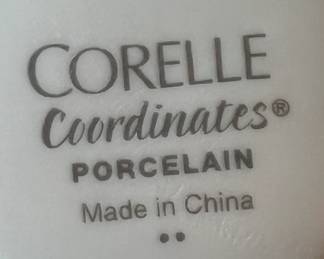 CORELLE
Coordinates®
PORCELAIN
Made in China